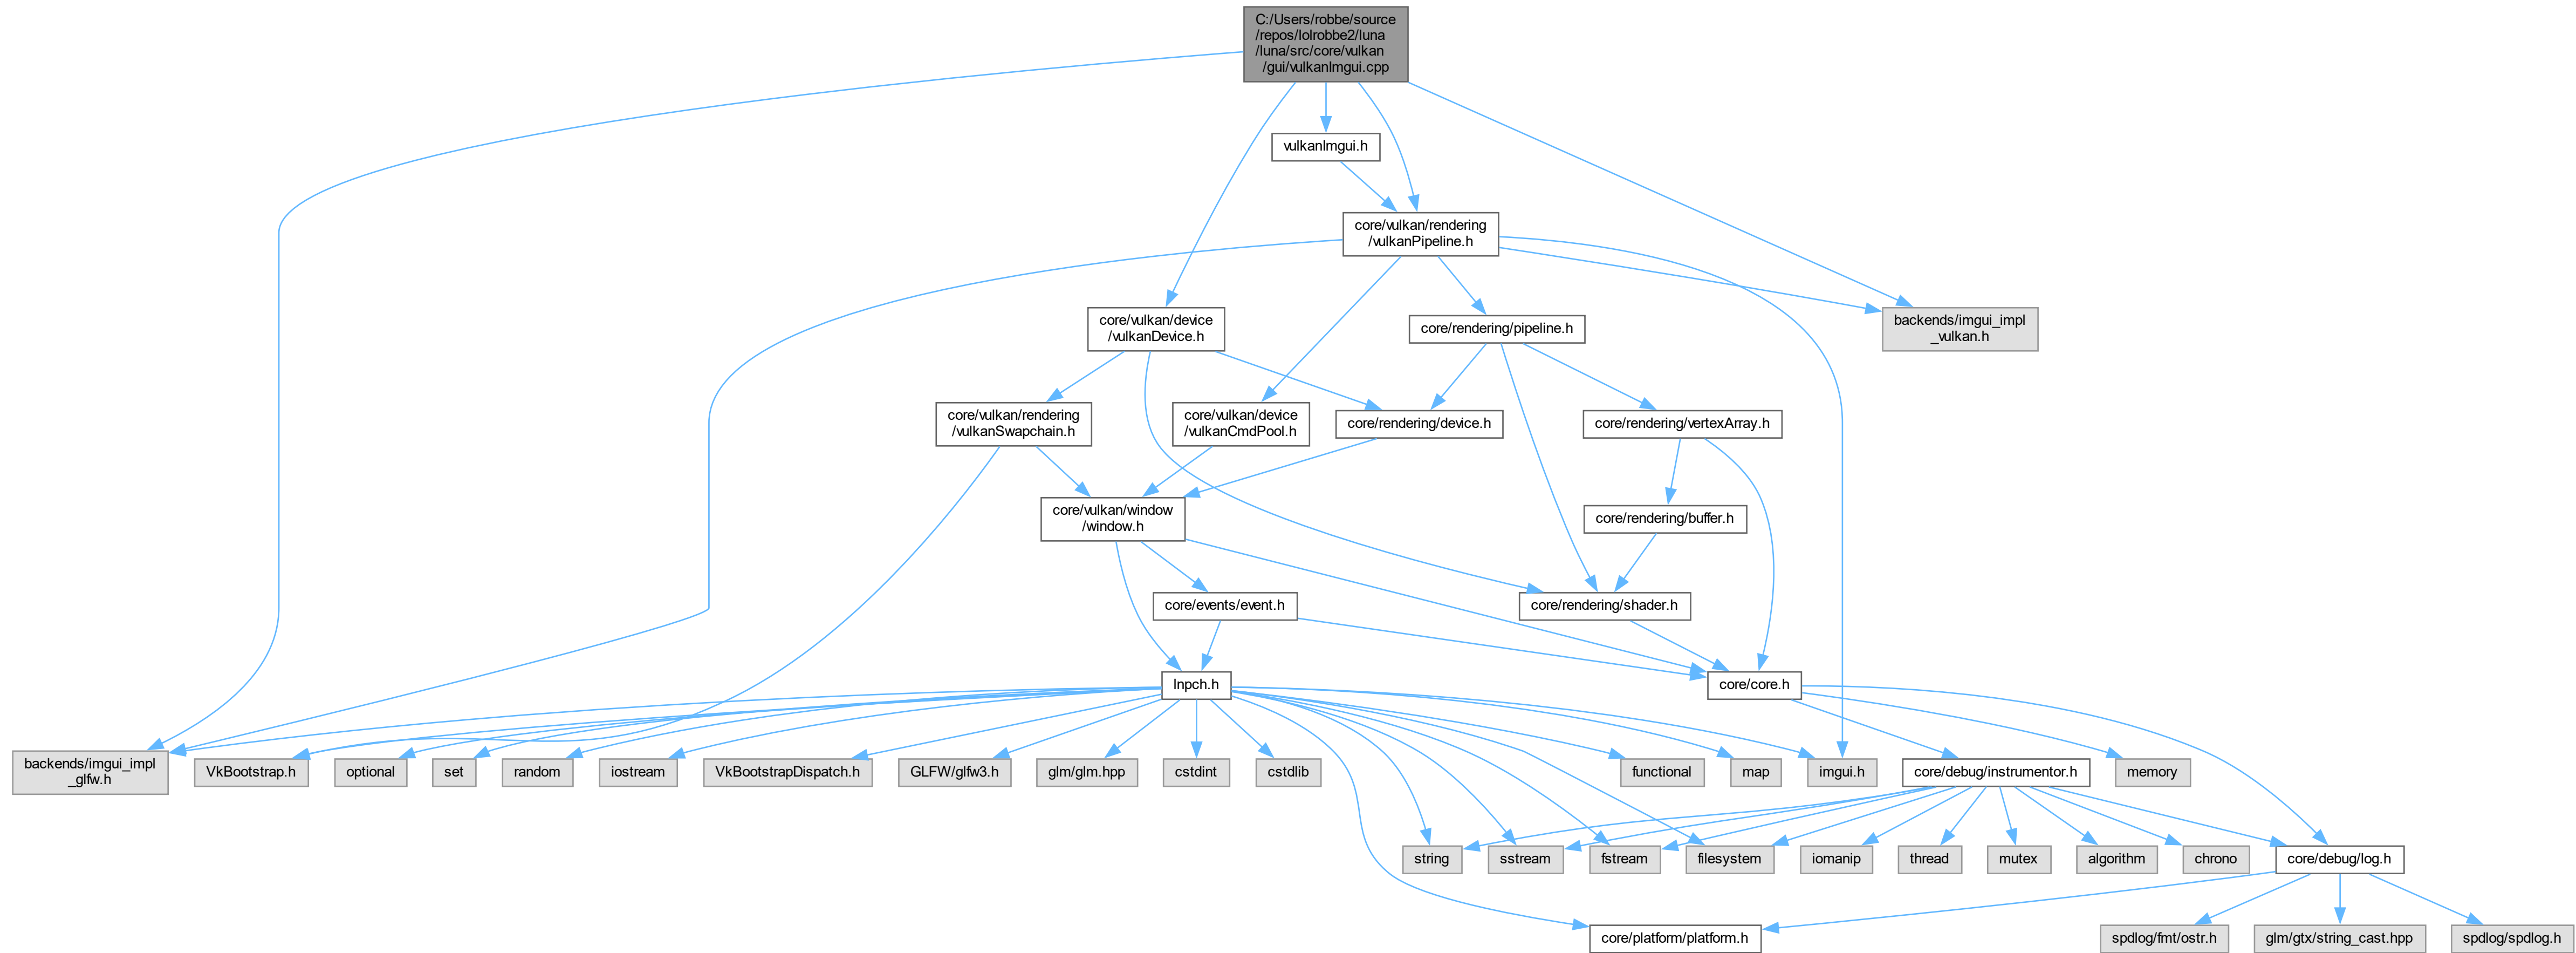 C:/Users/robbe/source
/repos/lolrobbe2/luna
/luna/src/core/vulkan
/gui/vulkanImgui.cpp
vulkanImgui.h
core/vulkan/rendering
/vulkanPipeline.h
core/vulkan/device
/vulkanDevice.h
core/rendering/pipeline.h
backends/imgui_impl
_vulkan.h
core/vulkan/rendering
/vulkanSwapchain.h
core/vulkan/device
/vulkanCmdPool.h
core/rendering/device.h
core/rendering/vertexArray.h
core/vulkan/window
/window.h
core/rendering/buffer.h
core/events/event.h
core/rendering/shader.h
lnpch.h
core/core.h
backends/imgui_impl
_glfw.h
VkBootstrap.h
optional
set
random
iostream
VkBootstrapDispatch.h
GLFW/glfw3.h
glm/glm.hpp
cstdint
cstdlib
functional
map
imgui.h
core/debug/instrumentor.h
memory
string
sstream
fstream
filesystem
iomanip
thread
mutex
algorithm
chrono
core/debug/log.h
core/platform/platform.h
spdlog/fmt/ostr.h
glm/gtx/string_cast.hpp
spdlog/spdlog.h